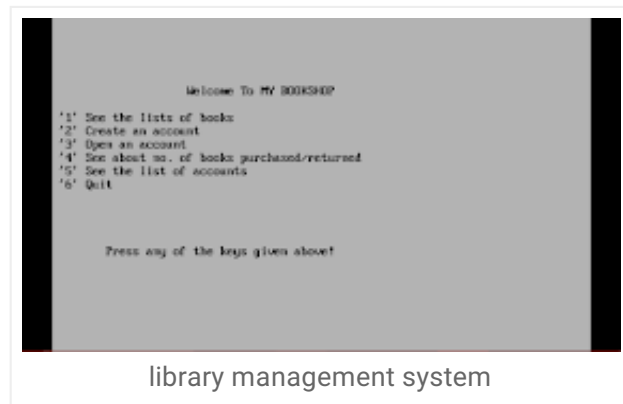 Welcome To MY BOOKSHOP
'1' See the lists of books
'2' Create an account
'3' Open an account
'4' See about no. of books purchased/returned
'5' See the list of accounts
'6' Quit
Press any of the keys given above!
library management system